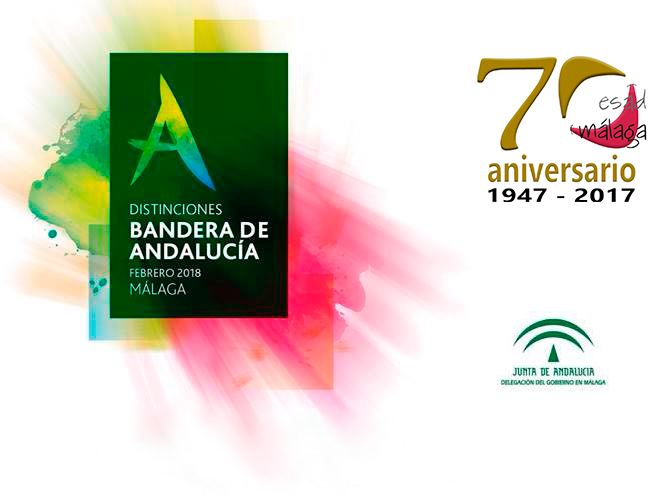 A
DISTINCIONES
BANDERA DE
ANDALUCÍA
FEBRERO 2018
MÁLAGA
70
esad
málaga
aniversario
1947 - 2017
JUNTA DE ANDALUCIA
DELEGACIÓN DEL GOBIERNO EN MÁLAGA